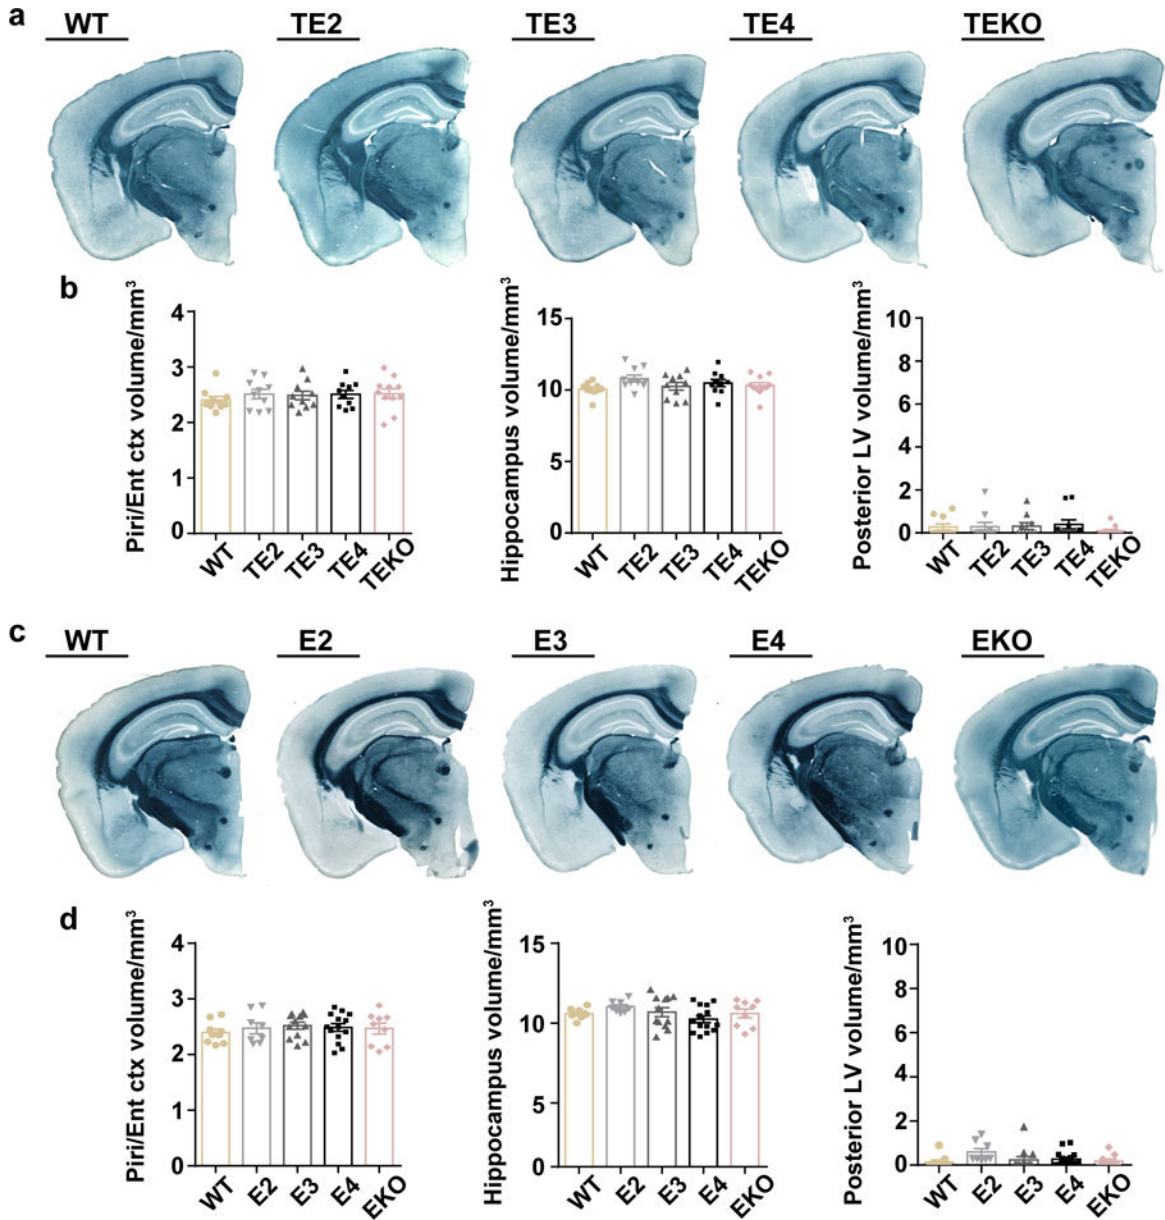 a
WT TE2 TE3 TE4 TEKO
b
Piri/Ent ctx volume/mm³
4
3
2
1
0
WT TE2 TE3 TE4 TEKO
Hippocampus volume/mm³
15
10
5
0
WT TE2 TE3 TE4 TEKO
Posterior LV volume/mm³
10
8
6
4
2
0
WT TE2 TE3 TE4 TEKO
c
WT E2 E3 E4 EKO
d
Piri/Ent ctx volume/mm³
4
3
2
1
0
WT E2 E3 E4 EKO
Hippocampus volume/mm³
15
10
5
0
WT E2 E3 E4 EKO
Posterior LV volume/mm³
10
8
6
4
2
0
WT E2 E3 E4 EKO